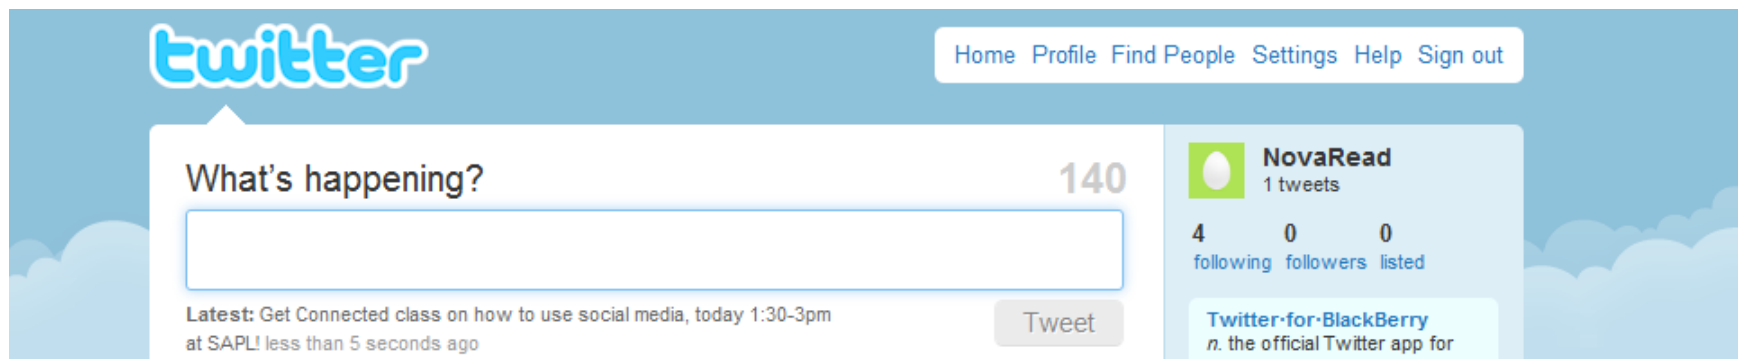 twitter
Home Profile Find People Settings Help Sign out
What's happening?
140
Latest: Get Connected class on how to use social media, today 1:30-3pm
at SAPL! less than 5 seconds ago
Tweet
NovaRead
1 tweets
4 0 0
following followers listed
Twitter·for·BlackBerry
n. the official Twitter app for